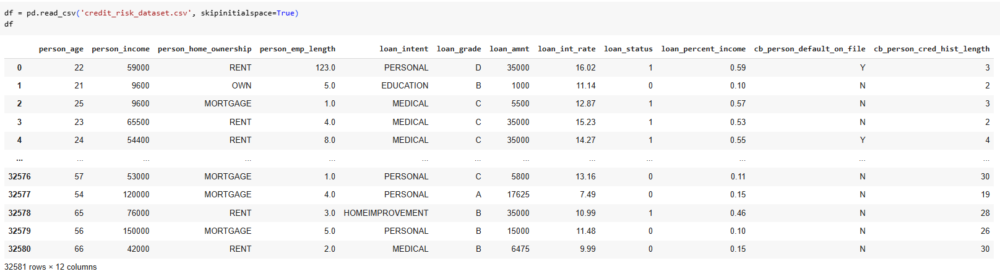 df = pd.read_csv('credit_risk_dataset.csv', skipinitialspace=True)
df
person_age person_income person_home_ownership person_emp_length loan_intent loan_grade loan_amnt loan_int_rate loan_status loan_percent_income cb_person_default_on_file cb_person_cred_hist_length
0 22 59000 RENT 123.0 PERSONAL D 35000 16.02 1 0.59 Y 3
1 21 9600 OWN 5.0 EDUCATION B 1000 11.14 0 0.10 N 2
2 25 9600 MORTGAGE 1.0 MEDICAL C 5500 12.87 1 0.57 N 3
3 23 65500 RENT 4.0 MEDICAL C 35000 15.23 1 0.53 N 2
4 24 54400 RENT 8.0 MEDICAL C 35000 14.27 1 0.55 Y 4
... ... ... ... ... ... ... ... ... ... ... ... ...
32576 57 53000 MORTGAGE 1.0 PERSONAL C 5800 13.16 0 0.11 N 30
32577 54 120000 MORTGAGE 4.0 PERSONAL A 17625 7.49 0 0.15 N 19
32578 65 76000 RENT 3.0 HOMEIMPROVEMENT B 35000 10.99 1 0.46 N 28
32579 56 150000 MORTGAGE 5.0 PERSONAL B 15000 11.48 0 0.10 N 26
32580 66 42000 RENT 2.0 MEDICAL B 6475 9.99 0 0.15 N 30
32581 rows × 12 columns